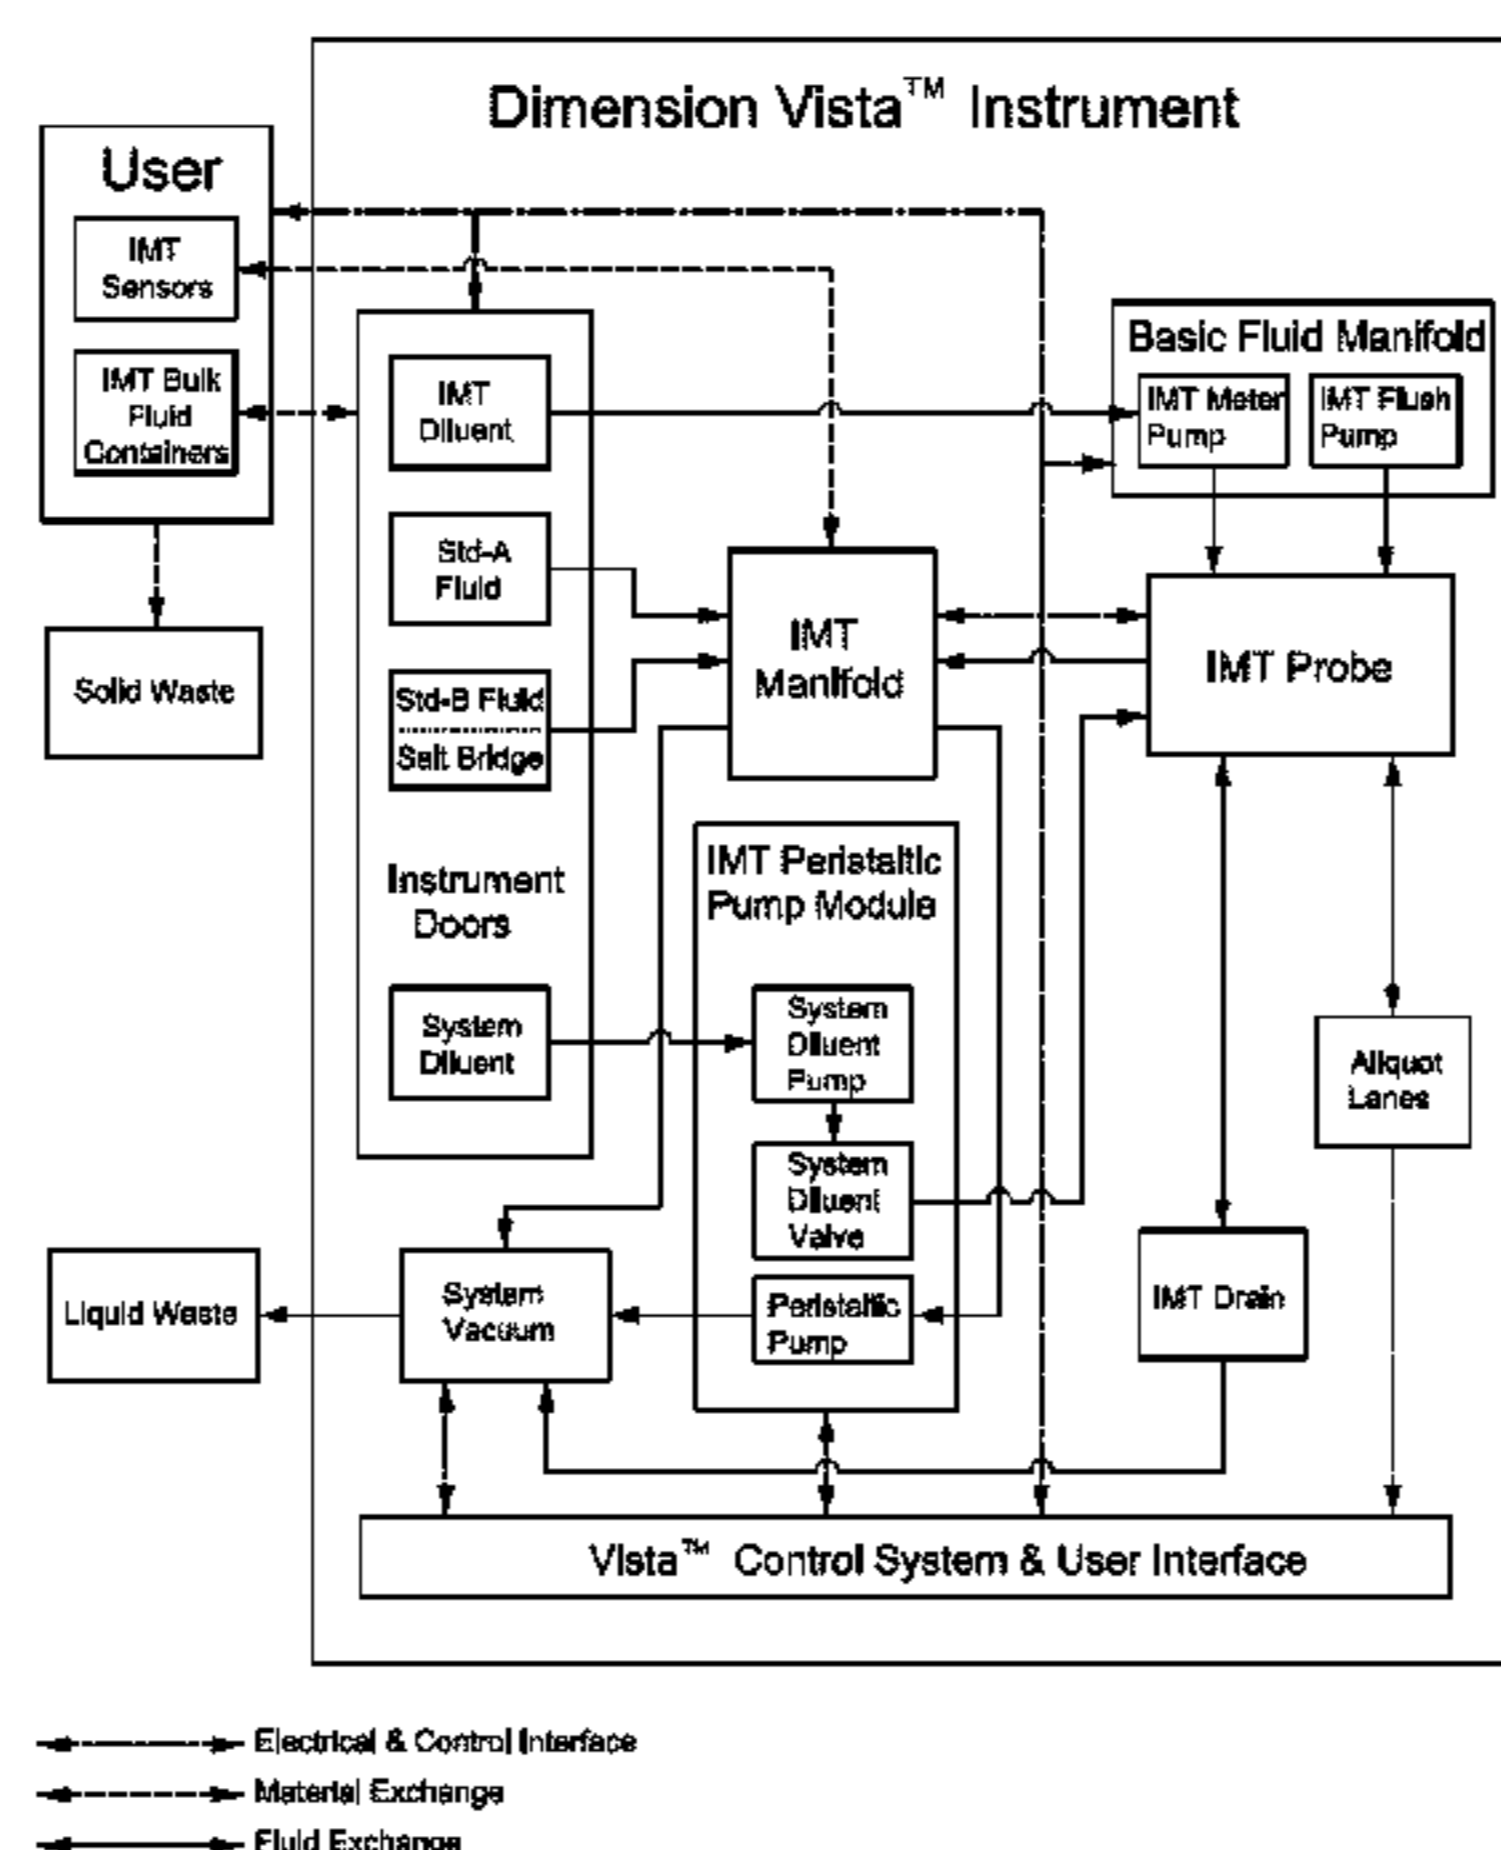 Dimension Vista™ Instrument
User
IMT
Sensors
IMT Bulk
Fluid
Containers
Solid Waste
Liquid Waste
IMT
Diluent
Std-A
Fluid
Std-B Fluid
Salt Bridge
Instrument
Doors
System
Diluent
System
Vacuum
IMT
Manifold
IMT Peristaltic
Pump Module
System
Diluent
Pump
System
Diluent
Valve
Peristaltic
Pump
Basic Fluid Manifold
IMT Meter
Pump
IMT Flush
Pump
IMT Probe
Aliquot
Lanes
IMT Drain
Vista™ Control System & User Interface
Electrical & Control Interface
Material Exchange
Fluid Exchange